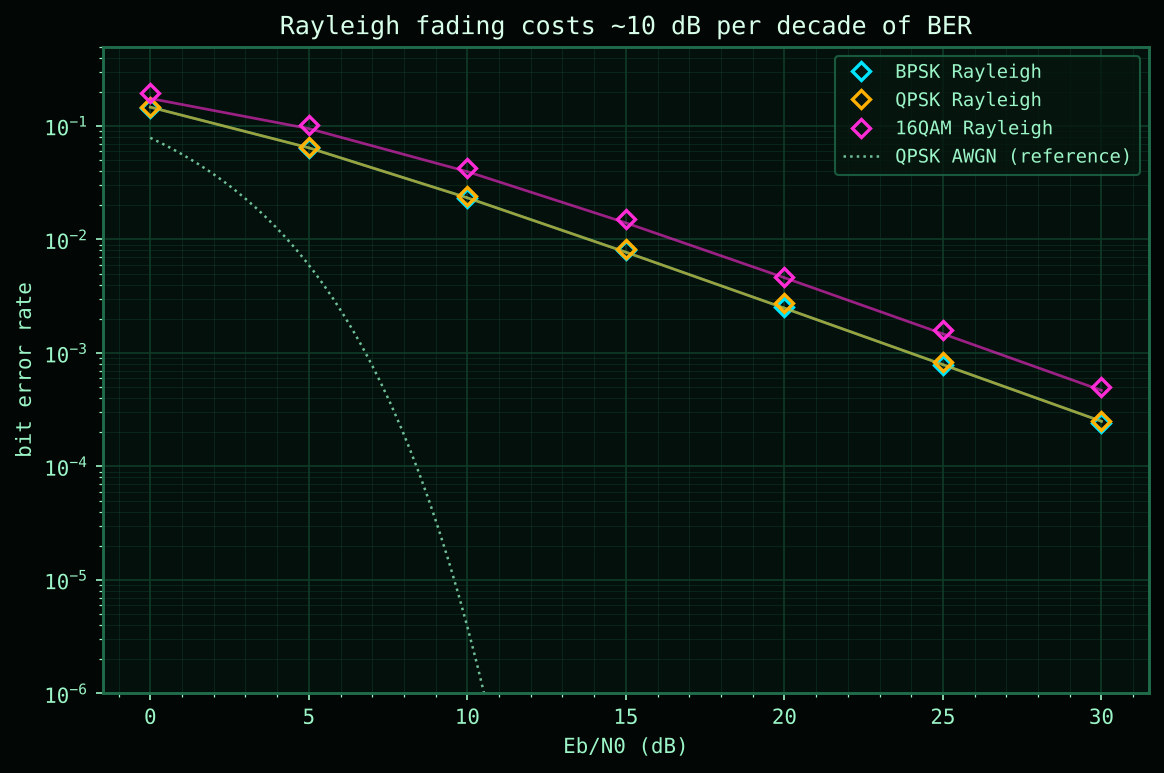 Rayleigh fading costs ~10 dB per decade of BER
BPSK Rayleigh
QPSK Rayleigh
16QAM Rayleigh
QPSK AWGN (reference)
bit error rate
10⁻¹
10⁻²
10⁻³
10⁻⁴
10⁻⁵
10⁻⁶
0 5 10 15 20 25 30
Eb/N0 (dB)